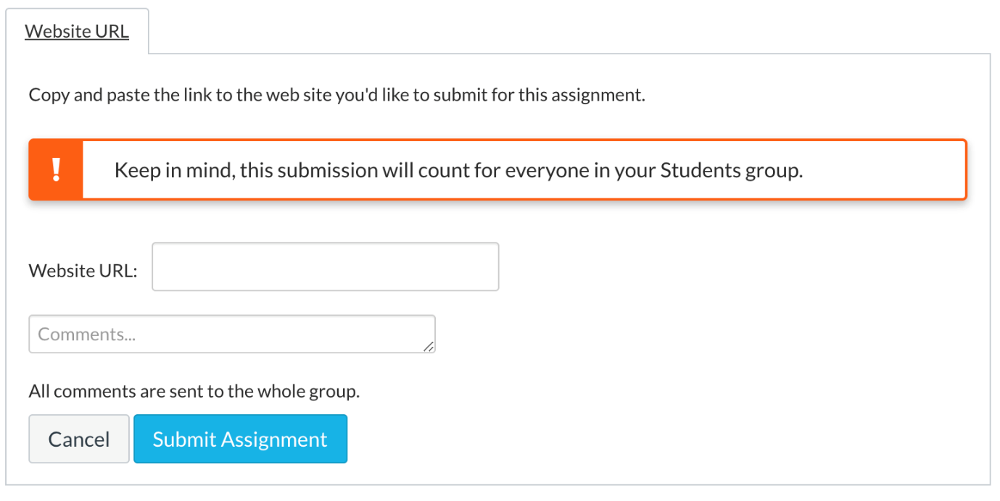 Website URL
Copy and paste the link to the web site you'd like to submit for this assignment.
! Keep in mind, this submission will count for everyone in your Students group.
Website URL:
Comments...
All comments are sent to the whole group.
Cancel Submit Assignment